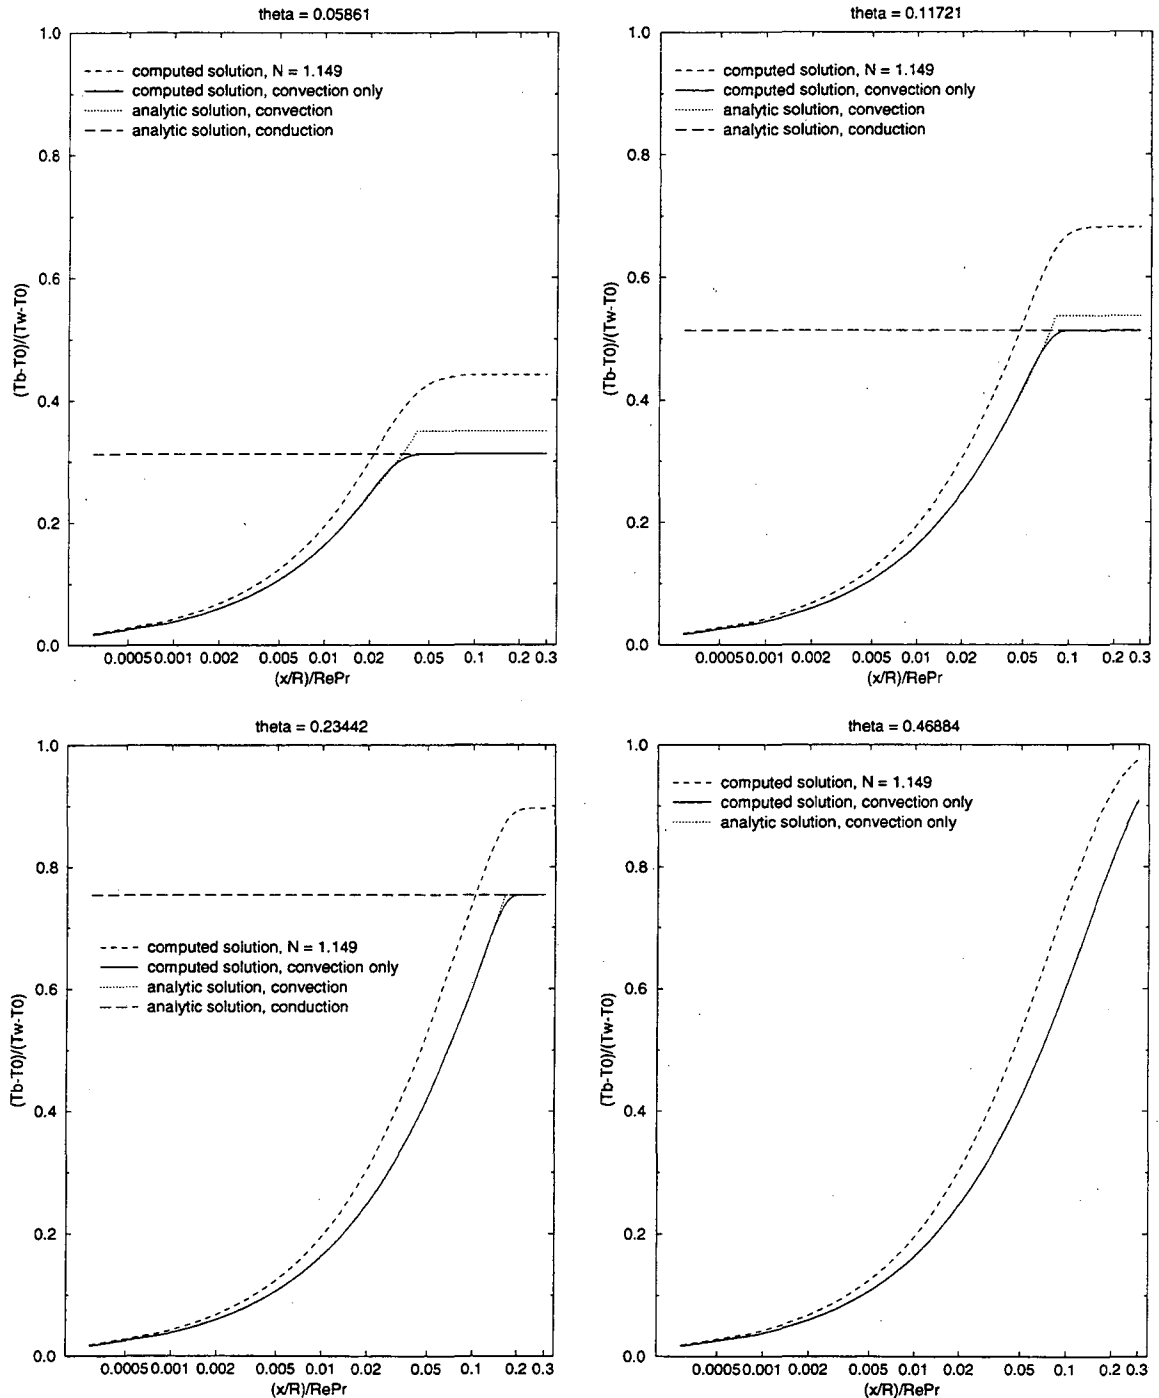 theta = 0.05861
1.0
0.8
0.6
0.4
0.2
0.0
(Tb-T0)/(Tw-T0)
computed solution, N = 1.149
computed solution, convection only
analytic solution, convection
analytic solution, conduction
0.0005 0.001 0.002 0.005 0.01 0.02 0.05 0.1 0.2 0.3
(x/R)/RePr
theta = 0.11721
1.0
0.8
0.6
0.4
0.2
0.0
(Tb-T0)/(Tw-T0)
computed solution, N = 1.149
computed solution, convection only
analytic solution, convection
analytic solution, conduction
0.0005 0.001 0.002 0.005 0.01 0.02 0.05 0.1 0.2 0.3
(x/R)/RePr
theta = 0.23442
1.0
0.8
0.6
0.4
0.2
0.0
(Tb-T0)/(Tw-T0)
computed solution, N = 1.149
computed solution, convection only
analytic solution, convection
analytic solution, conduction
0.0005 0.001 0.002 0.005 0.01 0.02 0.05 0.1 0.2 0.3
(x/R)/RePr
theta = 0.46884
1.0
0.8
0.6
0.4
0.2
0.0
(Tb-T0)/(Tw-T0)
computed solution, N = 1.149
computed solution, convection only
analytic solution, convection only
0.0005 0.001 0.002 0.005 0.01 0.02 0.05 0.1 0.2 0.3
(x/R)/RePr